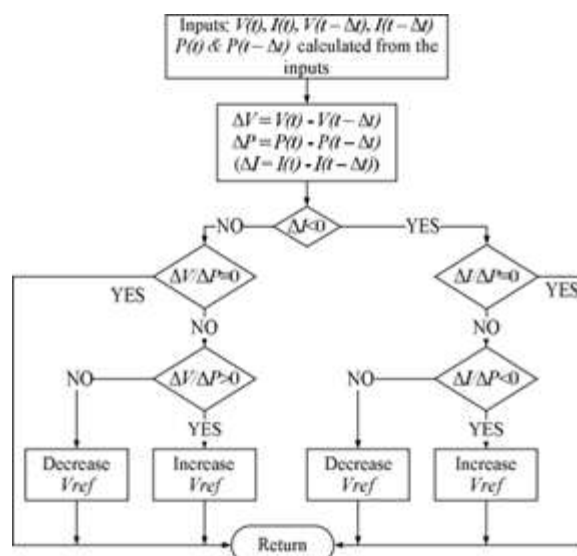 Inputs; V(t), I(t), V(t−Δt), I(t−Δt)
P(t) & P(t−Δt) calculated from the
inputs
ΔV = V(t) - V(t−Δt)
ΔP = P(t) - P(t−Δt)
(ΔI = I(t) - I(t−Δt))
NO
ΔI<0
YES
ΔV/ΔP=0
ΔI/ΔP=0
YES
YES
NO
NO
NO
ΔV/ΔP>0
NO
ΔI/ΔP<0
YES
YES
Decrease
Vref
Increase
Vref
Decrease
Vref
Increase
Vref
Return